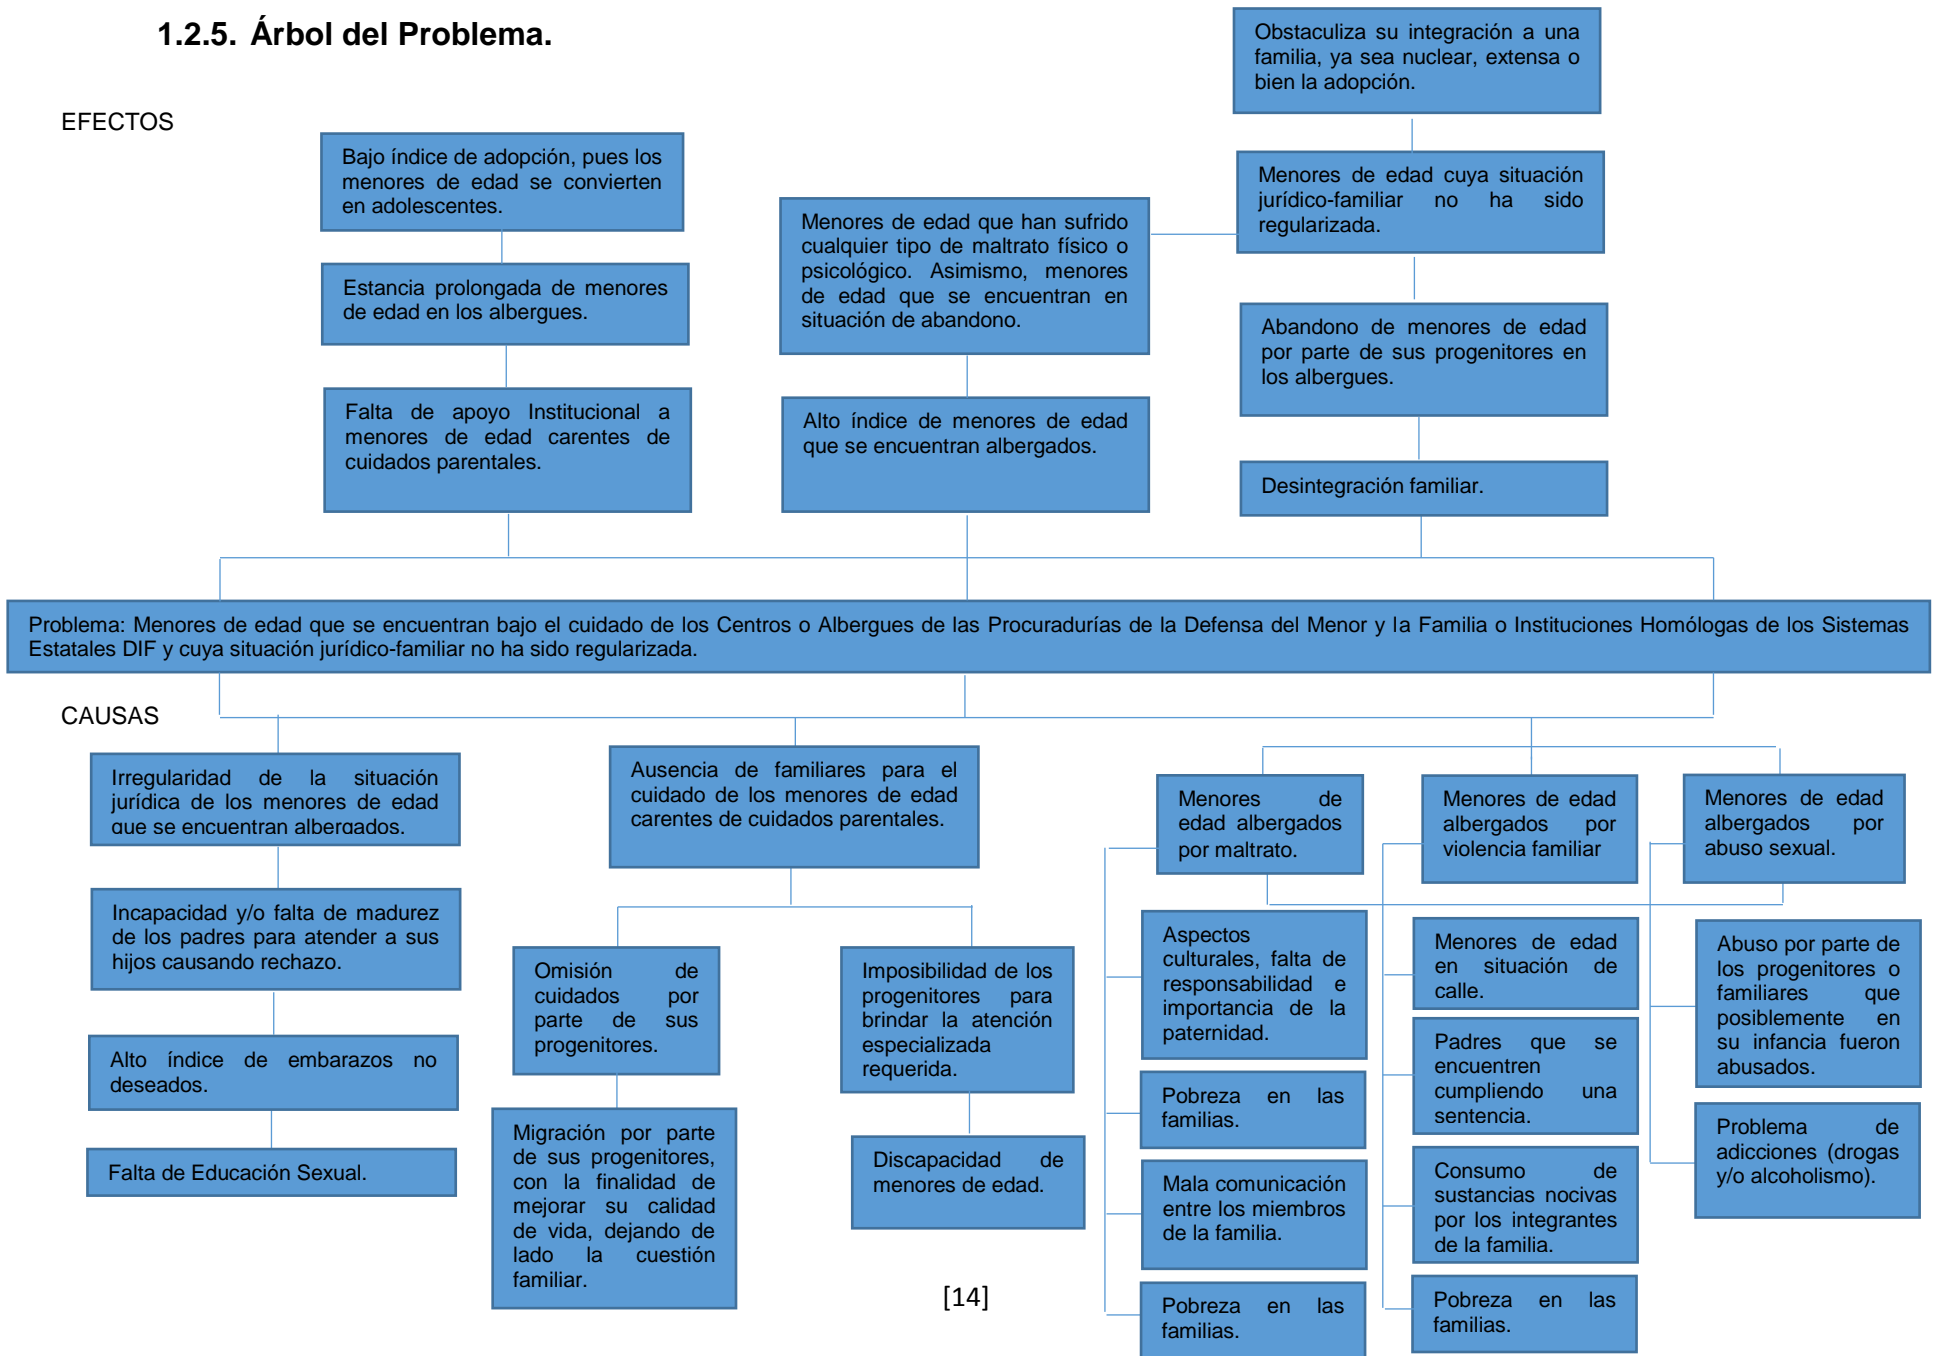 1.2.5. Árbol del Problema.
EFECTOS
Obstaculiza su integración a una
familia, ya sea nuclear, extensa o
bien la adopción.
Bajo índice de adopción, pues los
menores de edad se convierten
en adolescentes.
Menores de edad cuya situación
jurídico-familiar no ha sido
regularizada.
Menores de edad que han sufrido
cualquier tipo de maltrato físico o
psicológico. Asimismo, menores
de edad que se encuentran en
situación de abandono.
Estancia prolongada de menores
de edad en los albergues.
Abandono de menores de edad
por parte de sus progenitores en
los albergues.
Falta de apoyo Institucional a
menores de edad carentes de
cuidados parentales.
Alto índice de menores de edad
que se encuentran albergados.
Desintegración familiar.
Problema: Menores de edad que se encuentran bajo el cuidado de los Centros o Albergues de las Procuradurías de la Defensa del Menor y la Familia o Instituciones Homólogas de los Sistemas
Estatales DIF y cuya situación jurídico-familiar no ha sido regularizada.
CAUSAS
Irregularidad de la situación
jurídica de los menores de edad
que se encuentran albergados.
Incapacidad y/o falta de madurez
de los padres para atender a sus
hijos causando rechazo.
Alto índice de embarazos no
deseados.
Falta de Educación Sexual.
Ausencia de familiares para el
cuidado de los menores de edad
carentes de cuidados parentales.
Omisión de
cuidados por
parte de sus
progenitores.
Migración por parte
de sus progenitores,
con la finalidad de
mejorar su calidad
de vida, dejando de
lado la cuestión
familiar.
Imposibilidad de los
progenitores para
brindar la atención
especializada
requerida.
Discapacidad de
menores de edad.
Menores de
edad albergados
por maltrato.
Aspectos
culturales, falta de
responsabilidad e
importancia de la
paternidad.
Pobreza en las
familias.
Mala comunicación
entre los miembros
de la familia.
Pobreza en las
familias.
Menores de edad
albergados por
violencia familiar
Menores de edad
en situación de
calle.
Padres que se
encuentren
cumpliendo una
sentencia.
Consumo de
sustancias nocivas
por los integrantes
de la familia.
Pobreza en las
familias.
Menores de edad
albergados por
abuso sexual.
Abuso por parte de
los progenitores o
familiares que
posiblemente en
su infancia fueron
abusados.
Problema de
adicciones (drogas
y/o alcoholismo).
[14]